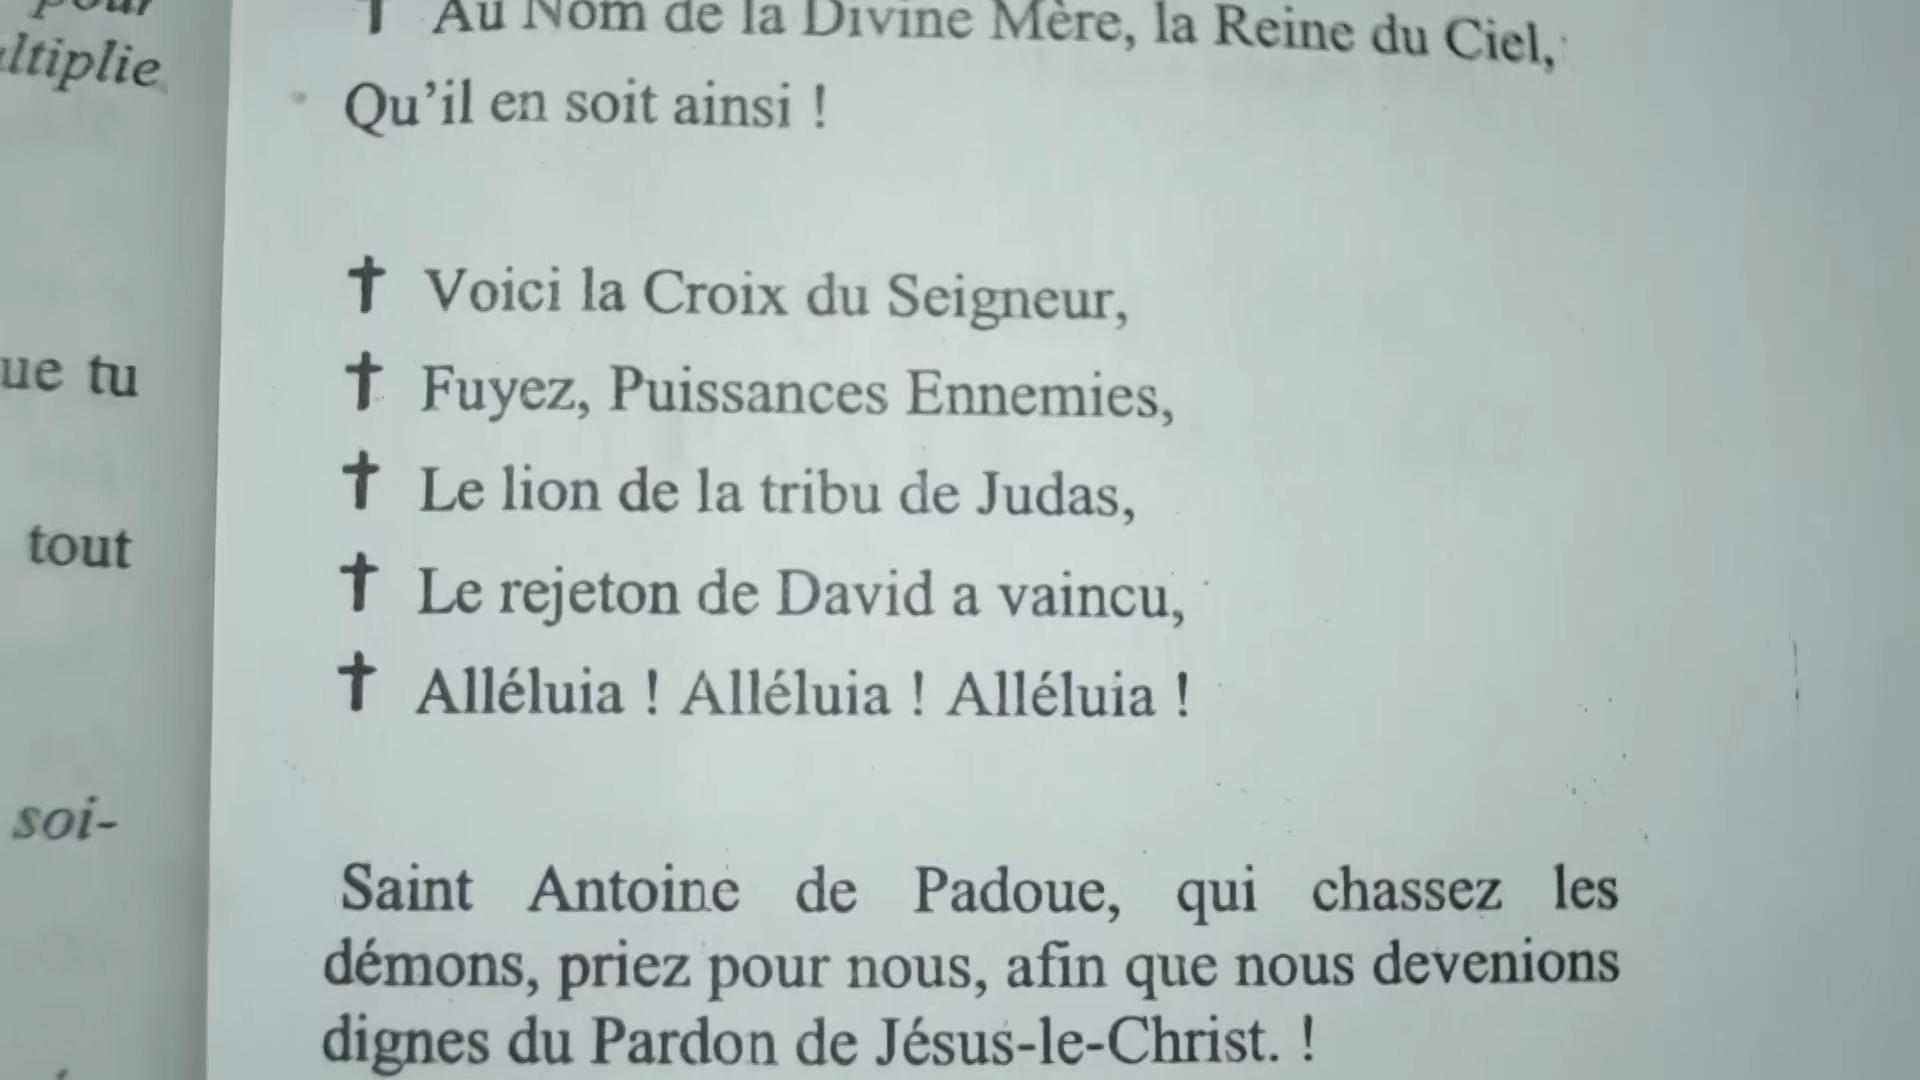 ltiplie
ue tu
tout
soi-
† Au Nom de la Divine Mère, la Reine du Ciel,
Qu'il en soit ainsi !
† Voici la Croix du Seigneur,
† Fuyez, Puissances Ennemies,
† Le lion de la tribu de Judas,
† Le rejeton de David a vaincu,
† Alléluia ! Alléluia ! Alléluia !
Saint Antoine de Padoue, qui chassez les
démons, priez pour nous, afin que nous devenions
dignes du Pardon de Jésus-le-Christ. !